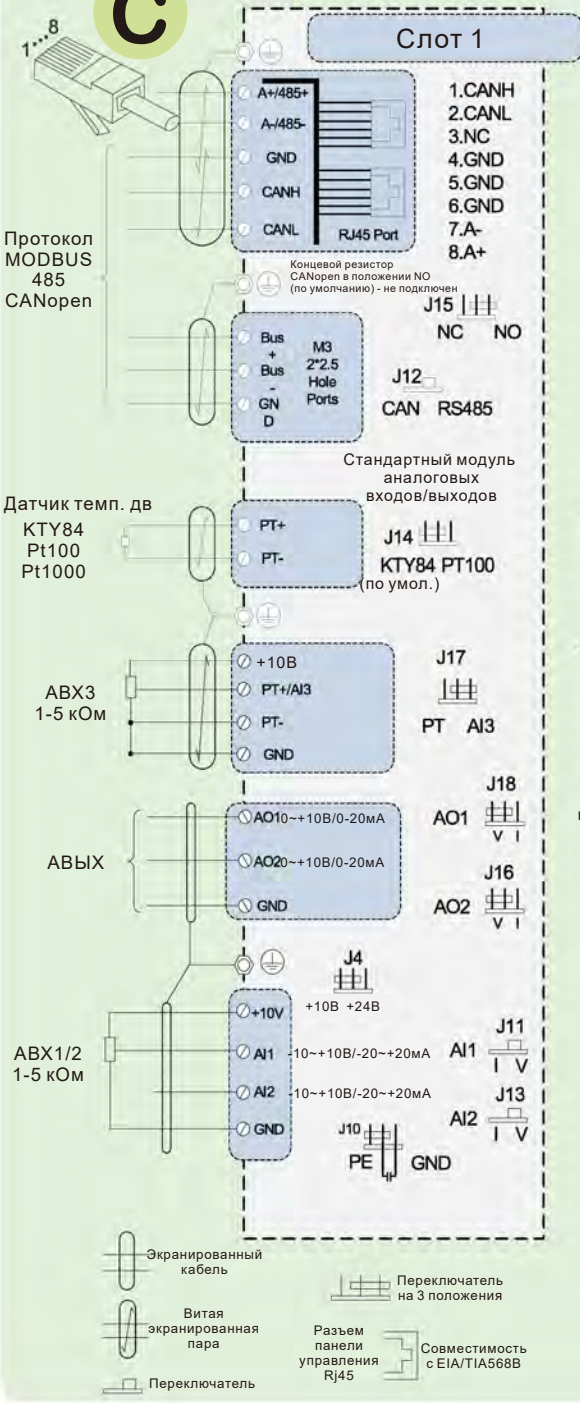 C
Слот 1
1...8
A+/485+
A-/485-
GND
CANH
CANL
RJ45 Port
1.CANH
2.CANL
3.NC
4.GND
5.GND
6.GND
7.A-
8.A+
Протокол
MODBUS
485
CANopen
Концевой резистор
CANopen в положении NO
(по умолчанию) - не подключен
J15
NC NO
Bus
+
Bus
-
GN
D
M3
2*2.5
Hole
Ports
J12
CAN RS485
Стандартный модуль
аналоговых
входов/выходов
Датчик темп. дв
KTY84
Pt100
Pt1000
PT+
PT-
J14
KTY84 PT100
(по умол.)
АВХ3
1-5 кОм
+10В
PT+/AI3
PT-
GND
J17
PT AI3
АВЫХ
AO10~+10В/0-20мА
AO20~+10В/0-20мА
GND
J18
AO1
V I
J16
AO2
V I
J4
+10В +24В
АВХ1/2
1-5 кОм
+10V
AI1 -10~+10В/-20~+20мА
AI2 -10~+10В/-20~+20мА
GND
J11
AI1
I V
J13
AI2
I V
J10
PE GND
Экранированный
кабель
Витая
экранированная
пара
Переключатель
Переключатель
на 3 положения
Разъем
панели
управления
Rj45
Совместимость
с EIA/TIA568B